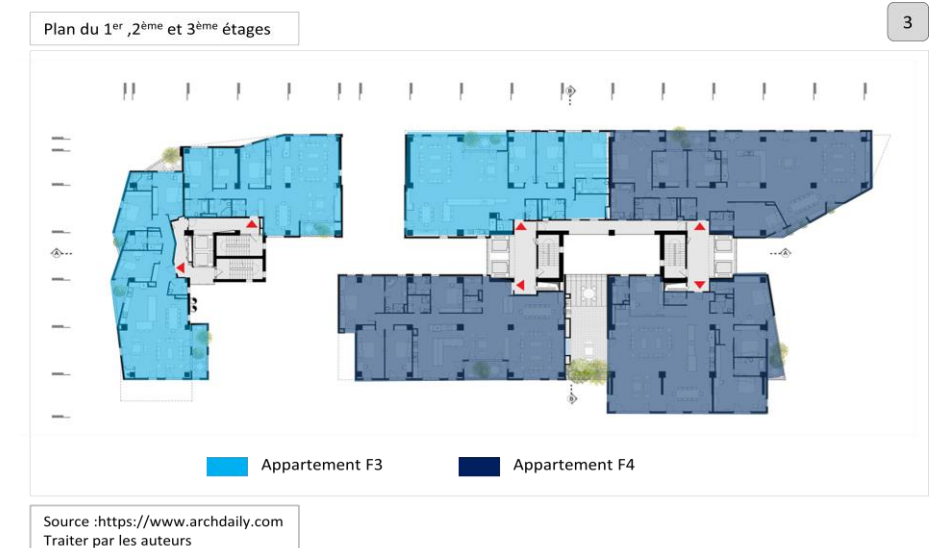 Plan du 1er ,2ème et 3ème étages
3
B
A
A
B
Appartement F3
Appartement F4
Source :https://www.archdaily.com
Traiter par les auteurs